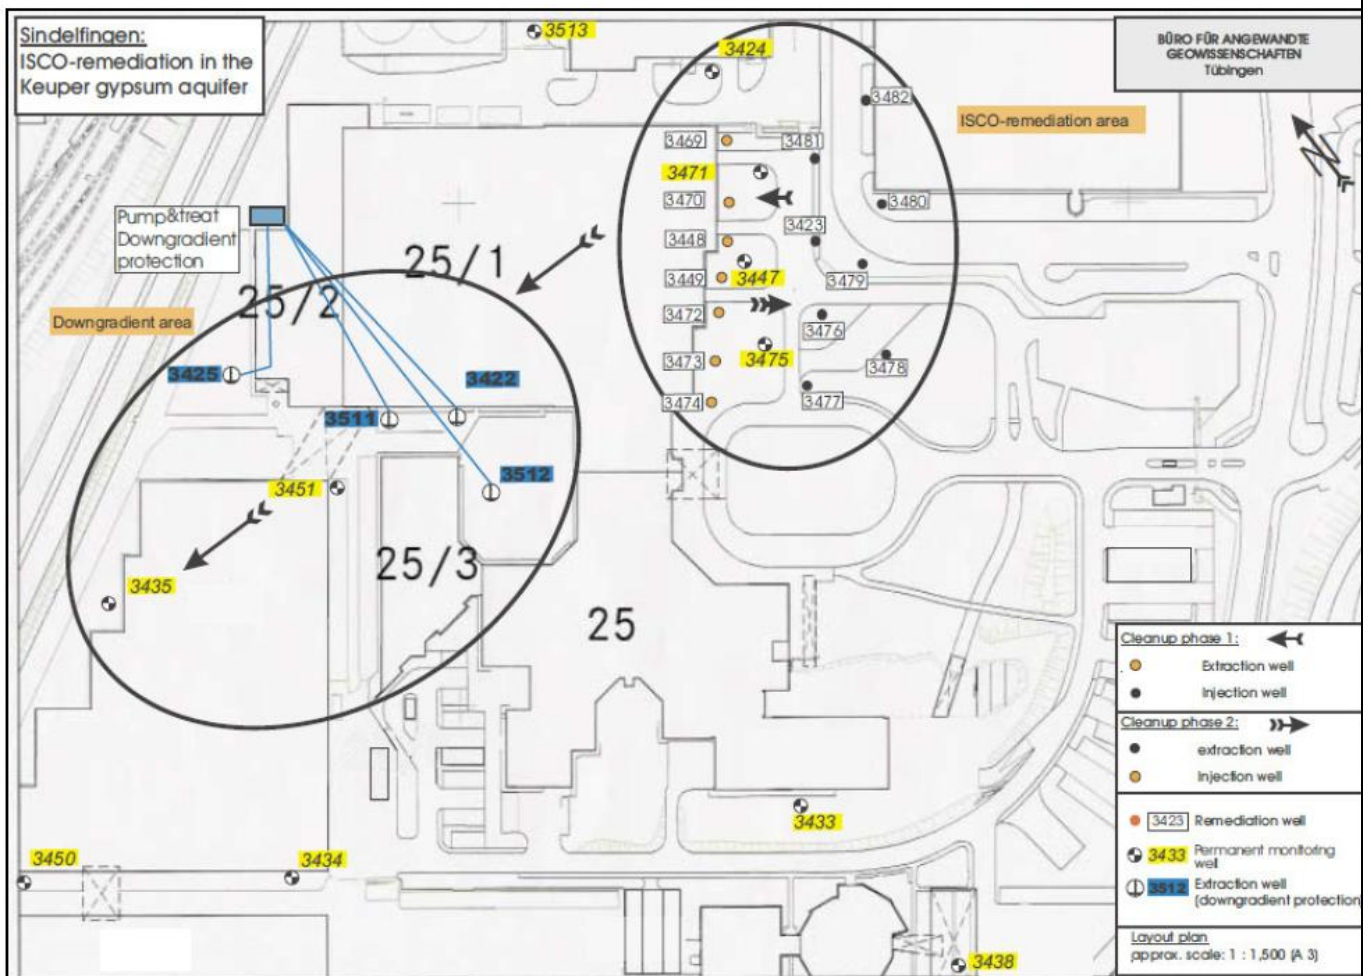 Sindelfingen:
ISCO-remediation in the
Keuper gypsum aquifer
3513
3424
BÜRO FÜR ANGEWANDTE
GEOWISSENSCHAFTEN
Tübingen
3482
ISCO-remediation area
3469
3481
3471
3470
3480
Pump&treat
Downgradient
protection
3448
3423
25/1
3449
3447
3479
25/2
Downgradient area
3472
3476
3473
3475
3478
3425
3422
3474
3477
3511
3512
3451
25/3
3435
25
Cleanup phase 1:
Extraction well
Injection well
Cleanup phase 2:
extraction well
Injection well
3423 Remediation well
3433 Permanent monitoring
well
3512 Extraction well
(downgradient protection
Layout plan
approx. scale: 1 : 1,500 (A 3)
3433
3450
3434
3438
N